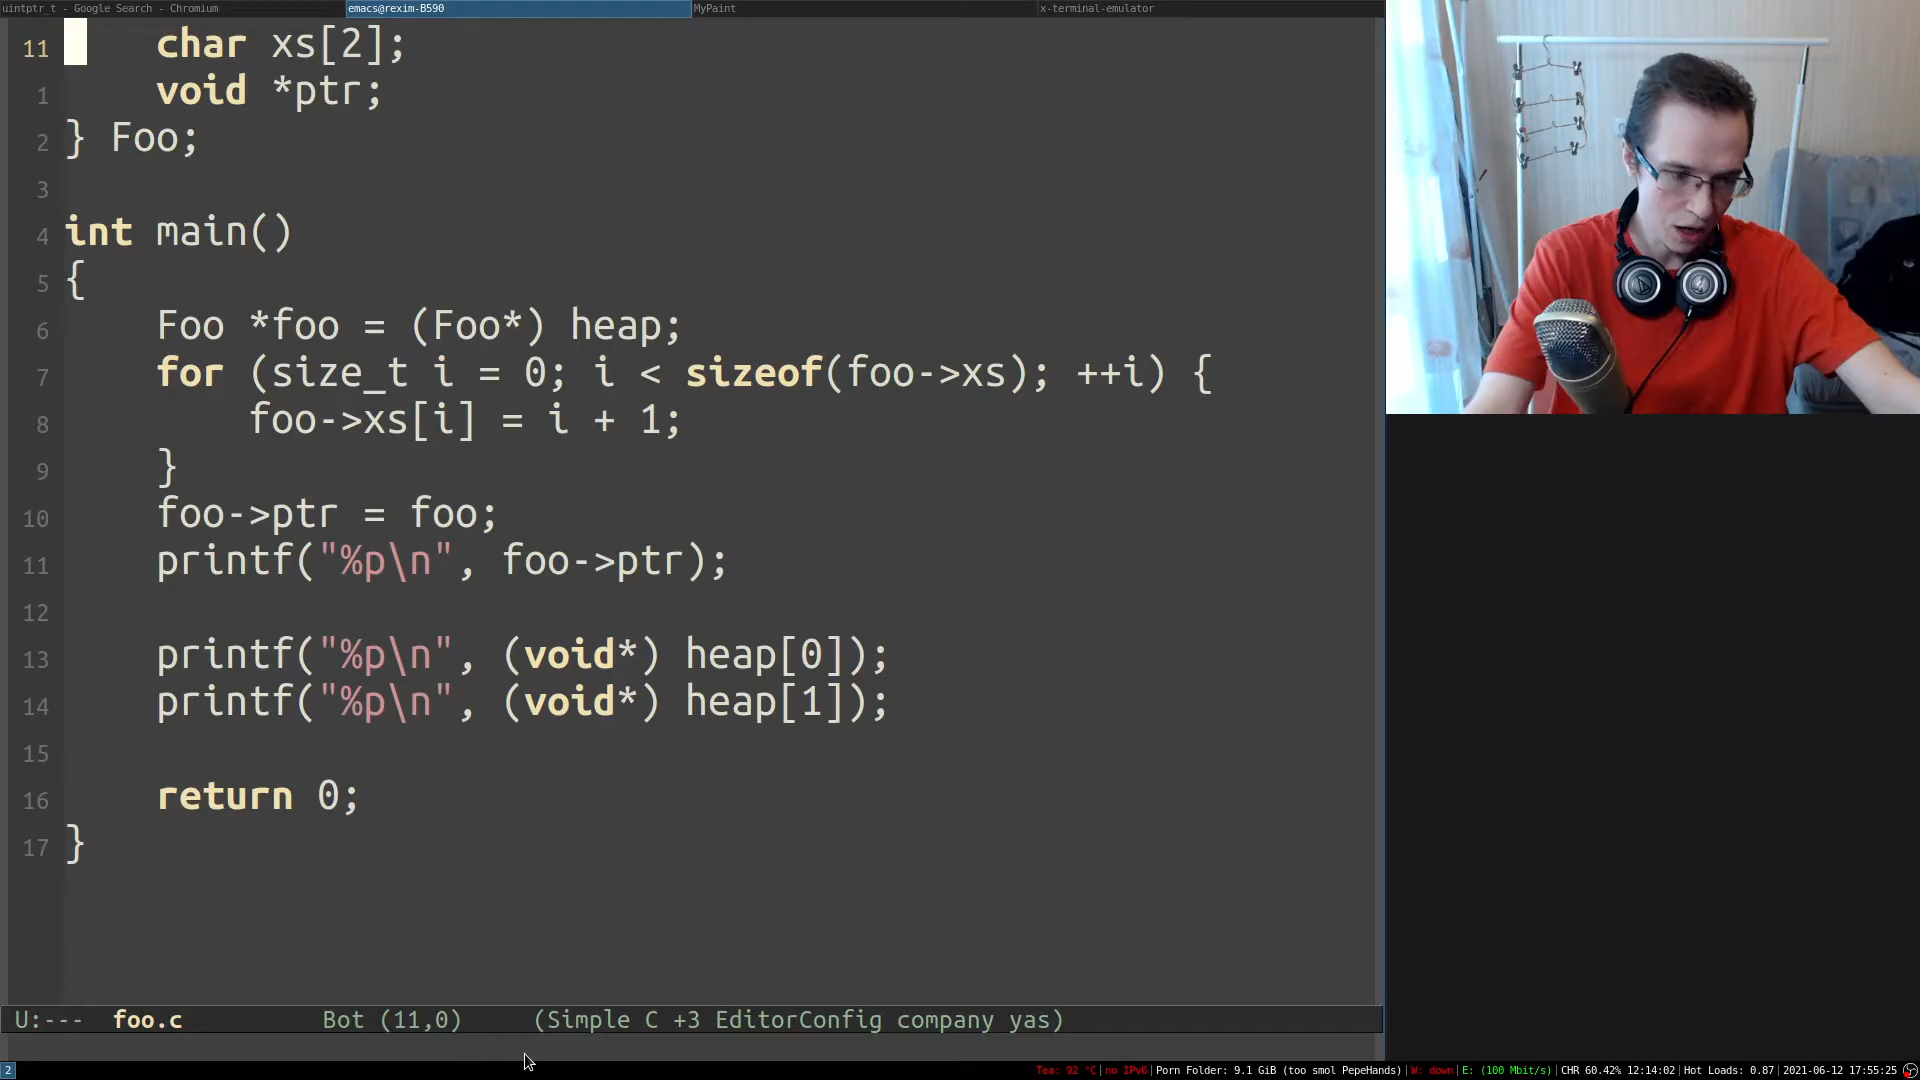 uintptr_t - Google Search - Chromium
emacs@rexim-B590
MyPaint
x-terminal-emulator
11 char xs[2];
1 void *ptr;
2 } Foo;
3
4 int main()
5 {
6 Foo *foo = (Foo*) heap;
7 for (size_t i = 0; i < sizeof(foo->xs); ++i) {
8 foo->xs[i] = i + 1;
9 }
10 foo->ptr = foo;
11 printf("%p\n", foo->ptr);
12
13 printf("%p\n", (void*) heap[0]);
14 printf("%p\n", (void*) heap[1]);
15
16 return 0;
17 }
U:--- foo.c Bot (11,0) (Simple C +3 EditorConfig company yas)
2 Tea: 92 °C|no IPv6|Porn Folder: 9.1 GiB (too smol PepeHands)|W: down|E: (100 Mbit/s)|CHR 60.42% 12:14:02|Hot Loads: 0.87|2021-06-12 17:55:25